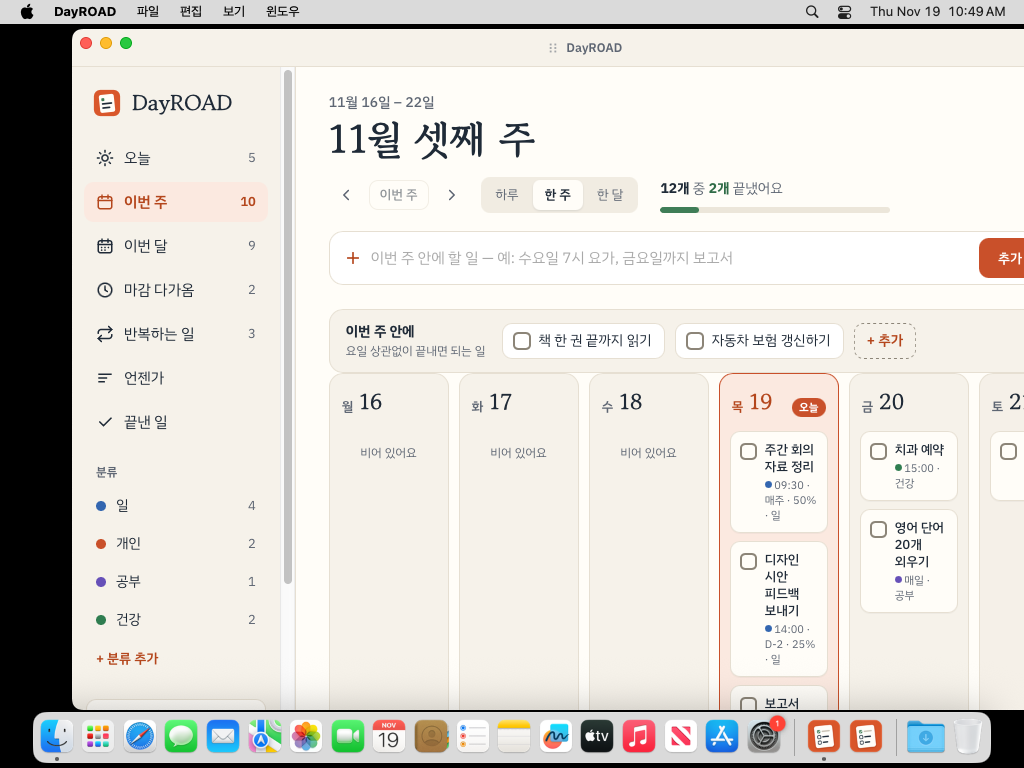 DayROAD 파일 편집 보기 윈도우 Thu Nov 19 10:49 AM
DayROAD
DayROAD
오늘 5
이번 주 10
이번 달 9
마감 다가옴 2
반복하는 일 3
언젠가
끝낸 일
분류
일 4
개인 2
공부 1
건강 2
+ 분류 추가
11월 16일 – 22일
11월 셋째 주
이번 주
하루 한 주 한 달
12개 중 2개 끝냈어요
+ 이번 주 안에 할 일 — 예: 수요일 7시 요가, 금요일까지 보고서
추가
이번 주 안에
요일 상관없이 끝내면 되는 일
책 한 권 끝까지 읽기
자동차 보험 갱신하기
+ 추가
월 16
비어 있어요
화 17
비어 있어요
수 18
비어 있어요
목 19 오늘
주간 회의
자료 정리
09:30 ·
매주 · 50%
· 일
디자인
시안
피드백
보내기
14:00 ·
D-2 · 25%
· 일
보고서
금 20
치과 예약
15:00 ·
건강
영어 단어
20개
외우기
매일 ·
공부
토
NOV
19
tv
1